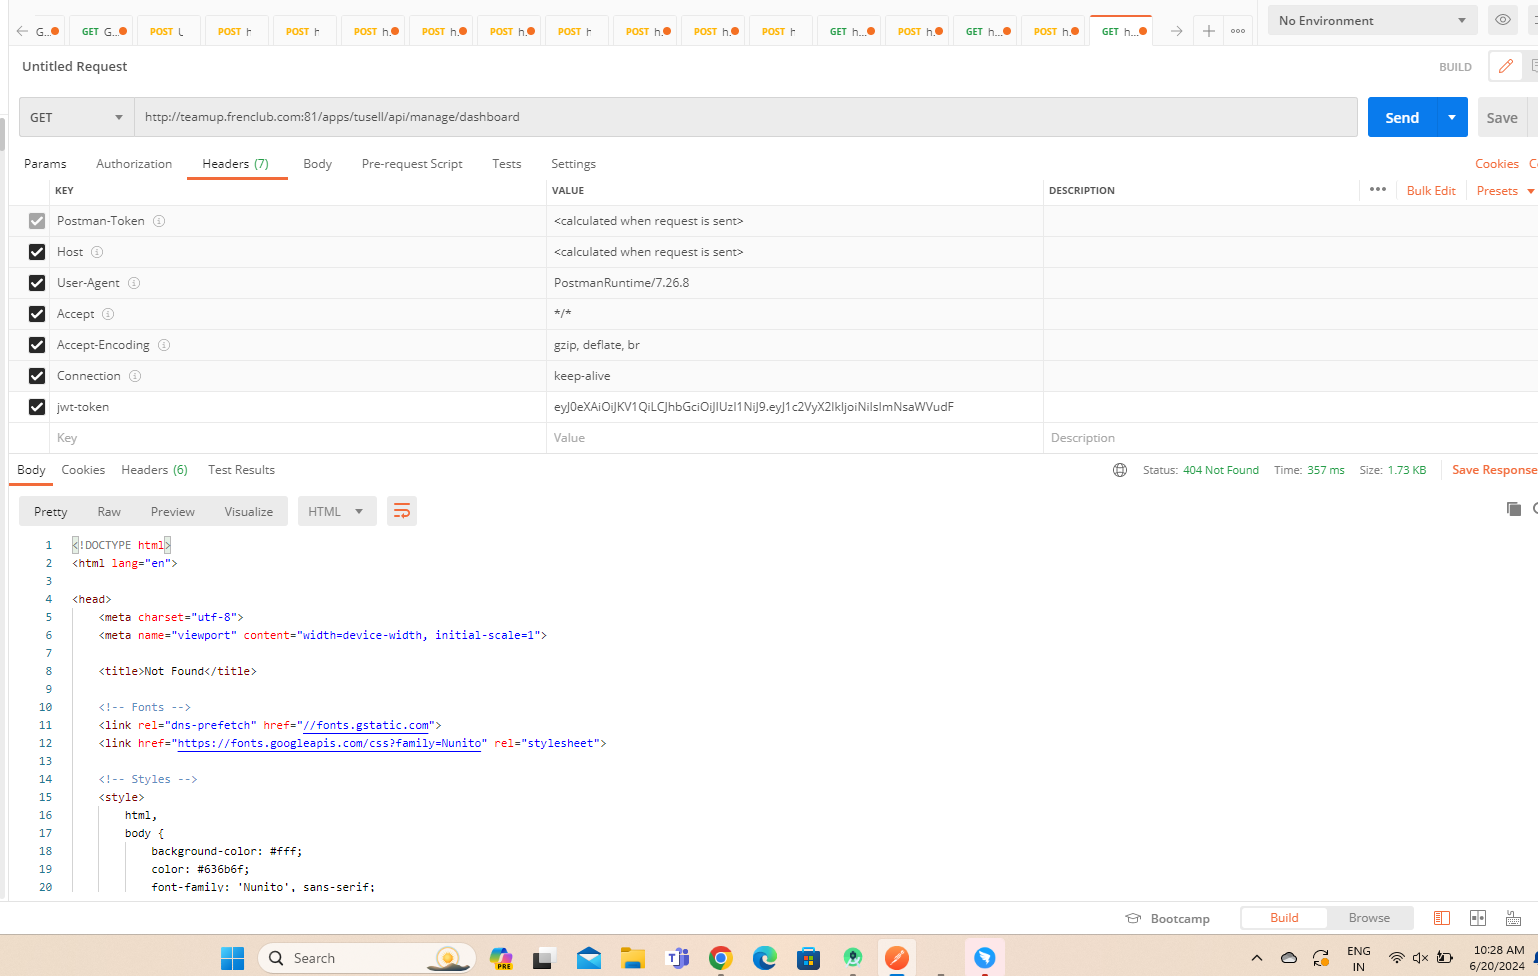 G... GET G... POST POST POST POST h... POST h... POST h... POST POST h... POST h... POST GET h... POST h... GET h... POST h... GET h... No Environment
Untitled Request BUILD
GET http://teamup.frenclub.com:81/apps/tusell/api/manage/dashboard Send Save
Params Authorization Headers (7) Body Pre-request Script Tests Settings Cookies
KEY VALUE DESCRIPTION Bulk Edit Presets
Postman-Token <calculated when request is sent>
Host <calculated when request is sent>
User-Agent PostmanRuntime/7.26.8
Accept */*
Accept-Encoding gzip, deflate, br
Connection keep-alive
jwt-token eyJ0eXAiOiJKV1QiLCJhbGciOiJIUzI1NiJ9.eyJ1c2VyX2lkIjoiNiIsImNsaWVudF
Key Value Description
Body Cookies Headers (6) Test Results Status: 404 Not Found Time: 357 ms Size: 1.73 KB Save Response
Pretty Raw Preview Visualize HTML
1 <!DOCTYPE html>
2 <html lang="en">
3
4 <head>
5 <meta charset="utf-8">
6 <meta name="viewport" content="width=device-width, initial-scale=1">
7
8 <title>Not Found</title>
9
10 <!-- Fonts -->
11 <link rel="dns-prefetch" href="//fonts.gstatic.com">
12 <link href="https://fonts.googleapis.com/css?family=Nunito" rel="stylesheet">
13
14 <!-- Styles -->
15 <style>
16 html,
17 body {
18 background-color: #fff;
19 color: #636b6f;
20 font-family: 'Nunito', sans-serif;
Bootcamp Build Browse
Search PRE ENG IN 10:28 AM 6/20/2024